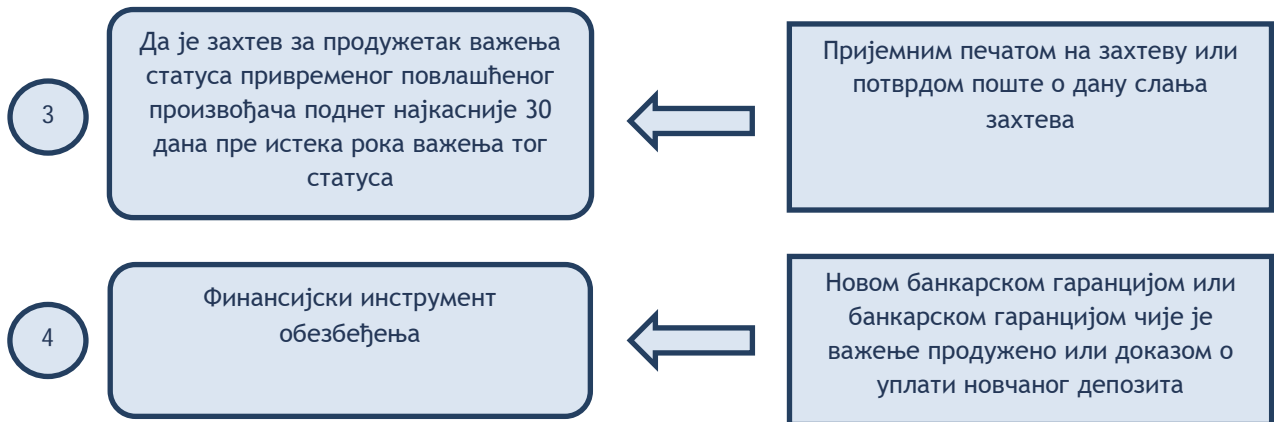 3
Да је захтев за продужетак важења
статуса привременог повлашћеног
произвођача поднет најкасније 30
дана пре истека рока важења тог
статуса
Пријемним печатом на захтеву или
потврдом поште о дану слања
захтева
4
Финансијски инструмент
обезбеђења
Новом банкарском гаранцијом или
банкарском гаранцијом чије је
важење продужено или доказом о
уплати новчаног депозита